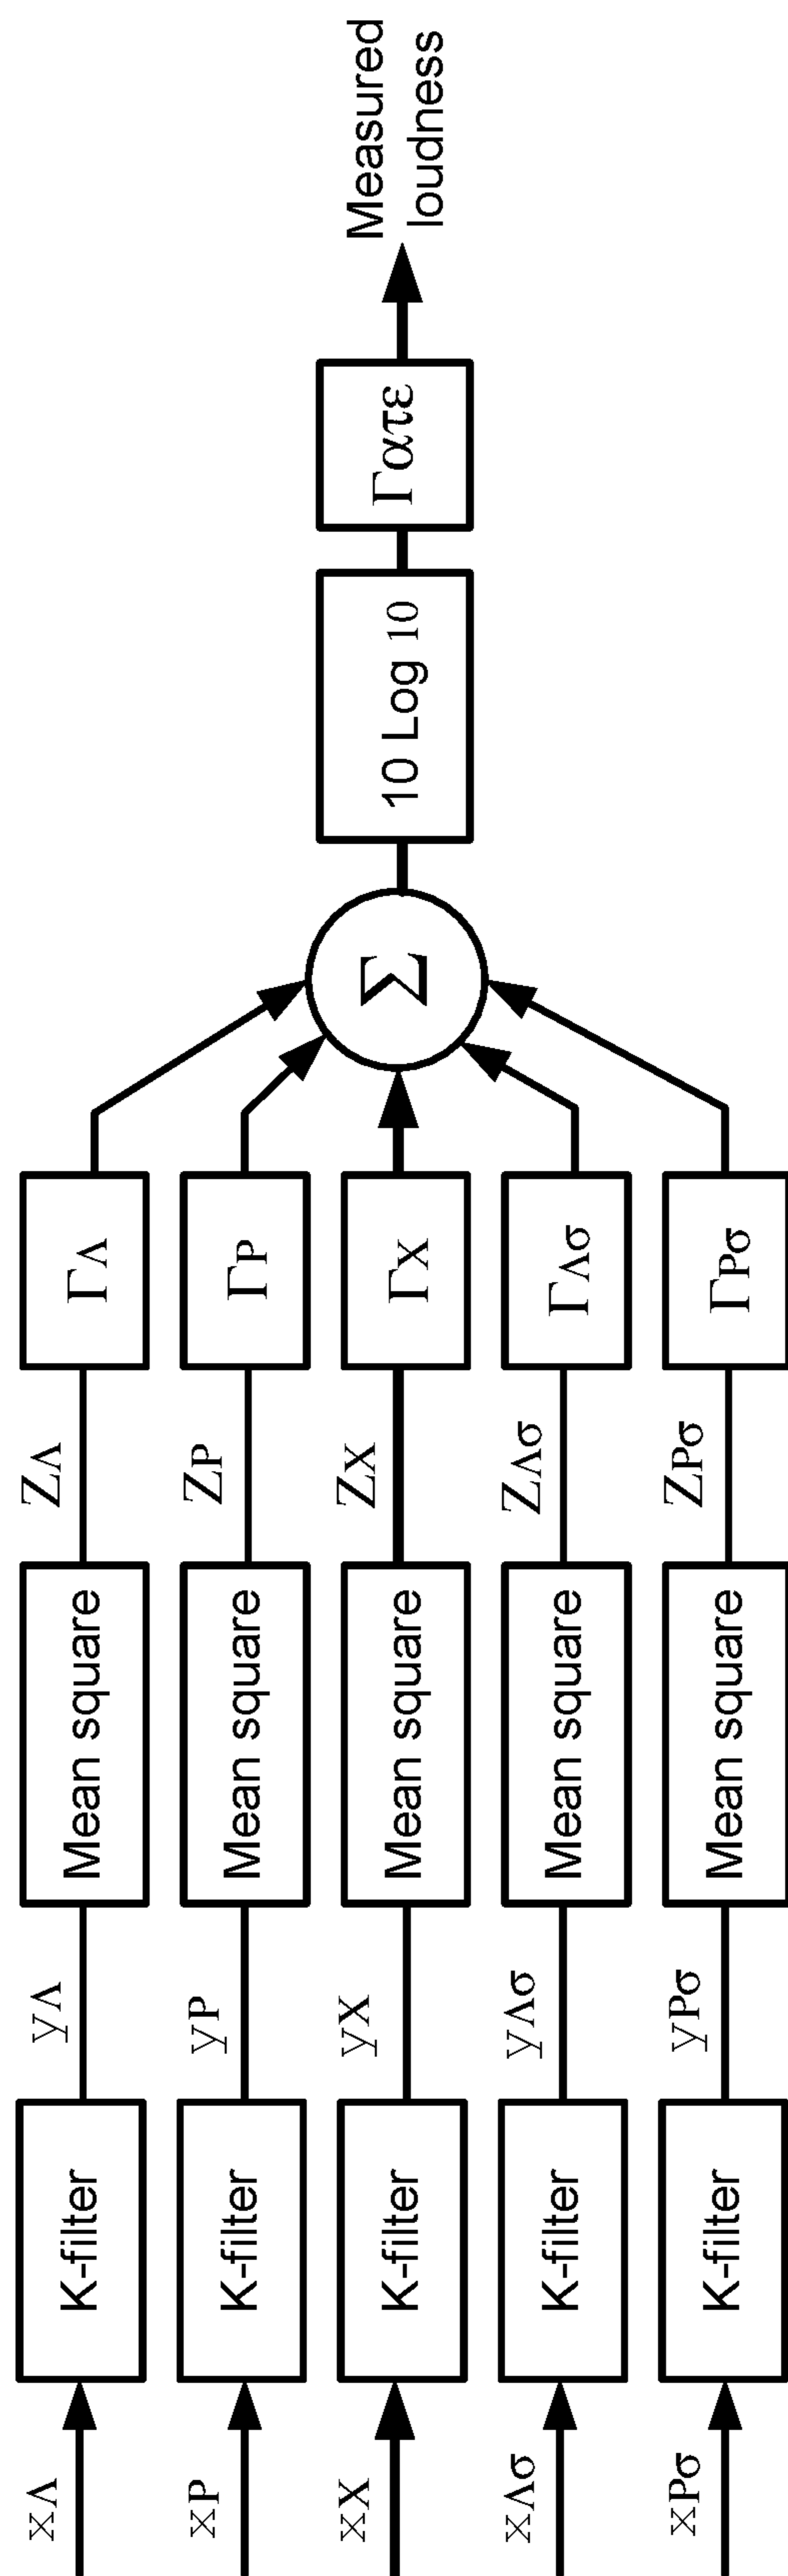 xΛ
K-filter
yΛ
Mean square
ZΛ
ΓΛ
xΡ
K-filter
yΡ
Mean square
ZΡ
ΓΡ
xΧ
K-filter
yΧ
Mean square
ZΧ
ΓΧ
xΛσ
K-filter
yΛσ
Mean square
ZΛσ
ΓΛσ
xΡσ
K-filter
yΡσ
Mean square
ZΡσ
ΓΡσ
Σ
10 Log 10
Γατε
Measured
loudness